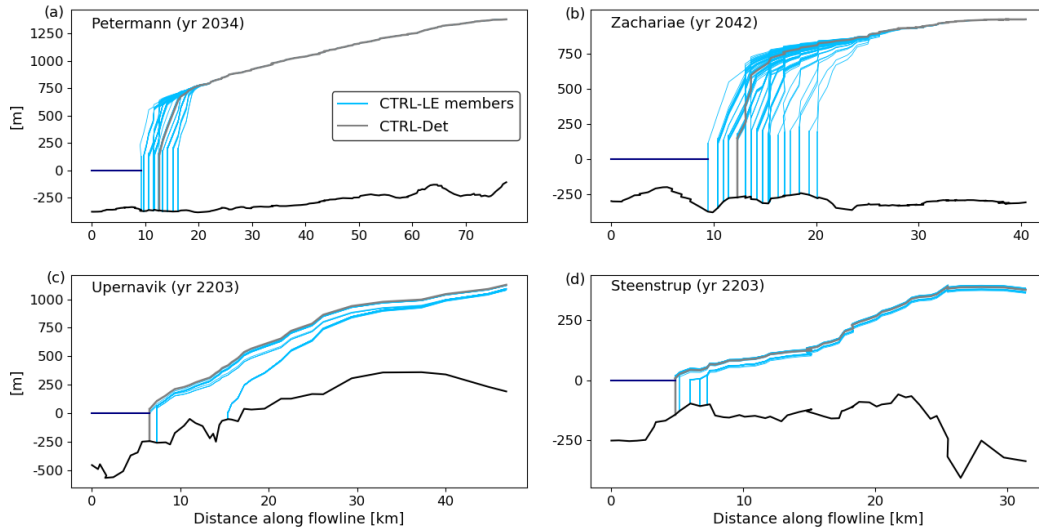 (a)
Petermann (yr 2034)
1250
1000
750
500
250
0
-250
[m]
CTRL-LE members
CTRL-Det
0 10 20 30 40 50 60 70
(b)
Zachariae (yr 2042)
750
500
250
0
-250
0 10 20 30 40
(c)
Upernavik (yr 2203)
1000
750
500
250
0
-250
-500
[m]
0 10 20 30 40
Distance along flowline [km]
(d)
Steenstrup (yr 2203)
250
0
-250
0 10 20 30
Distance along flowline [km]